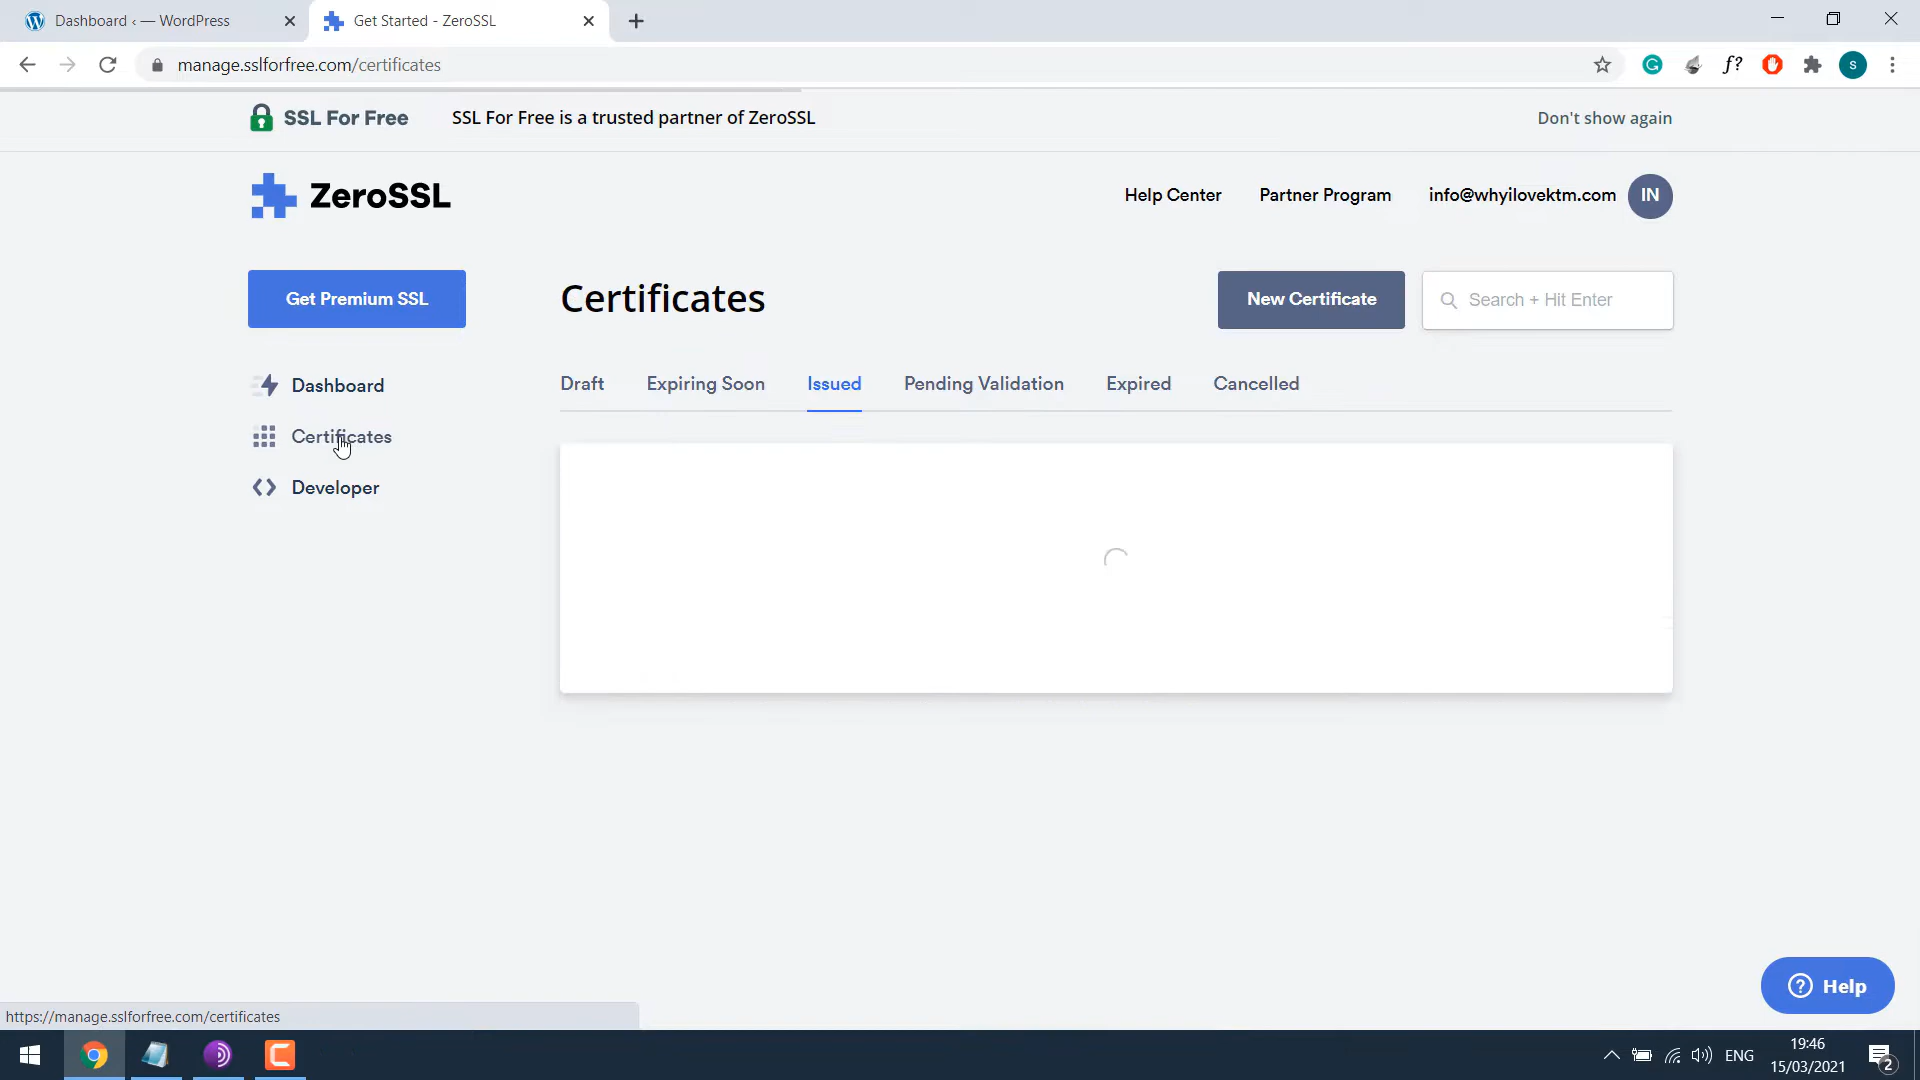 Dashboard ‹ — WordPress
Get Started - ZeroSSL
manage.sslforfree.com/certificates
f?
S
SSL For Free
SSL For Free is a trusted partner of ZeroSSL
Don't show again
ZeroSSL
Help Center
Partner Program
info@whyilovektm.com
IN
Get Premium SSL
Certificates
New Certificate
Search + Hit Enter
Dashboard
Certificates
Developer
Draft
Expiring Soon
Issued
Pending Validation
Expired
Cancelled
Help
https://manage.sslforfree.com/certificates
ENG
19:46
15/03/2021
2